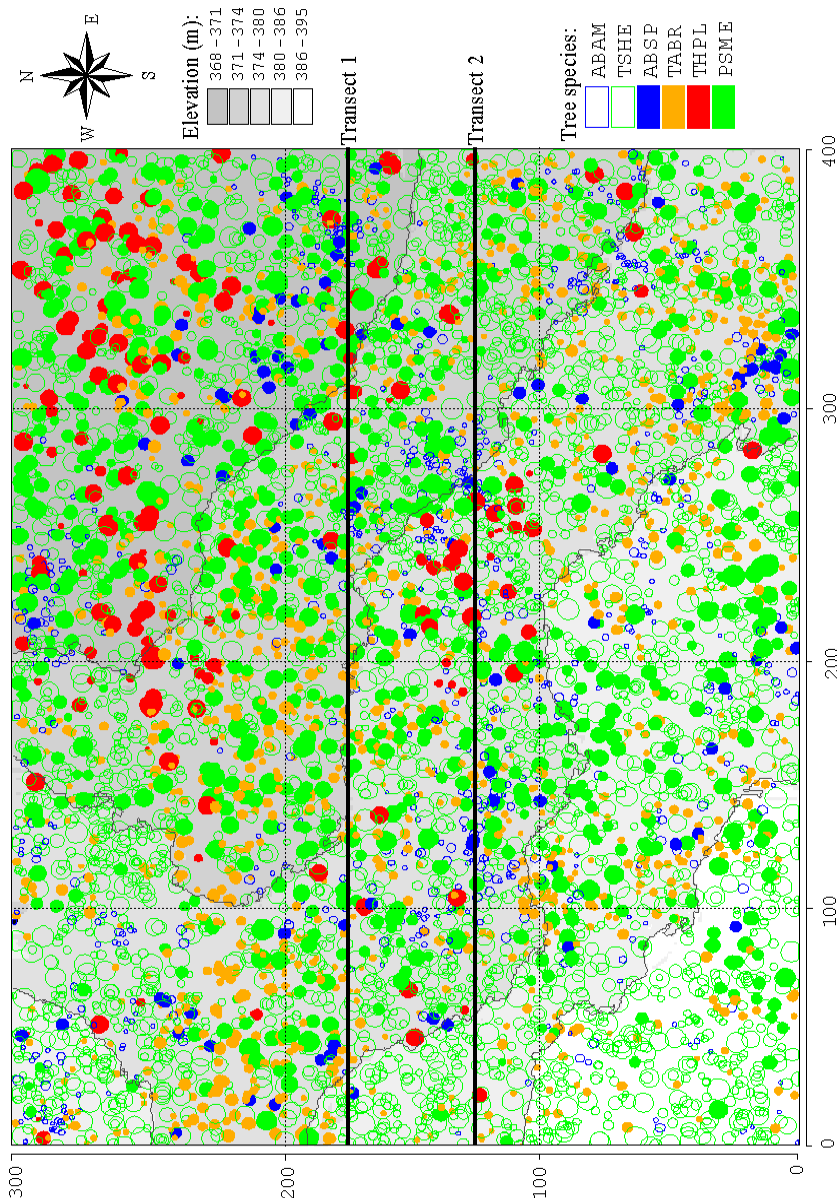 N
E
W
S
Elevation (m):
368-371
371-374
374-380
380-386
386-395
Transect 1
Transect 2
Tree species:
ABAM
TSHE
ABSP
TABR
THPL
PSME
300
200
100
0
0
100
200
300
400